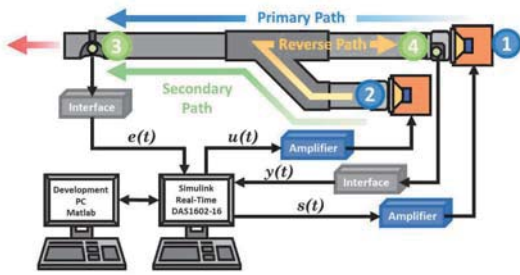 Primary Path
1
3
Reverse Path
4
Secondary Path
2
Interface
e(t)
u(t)
Amplifier
y(t)
Interface
s(t)
Amplifier
Development
PC
Matlab
Simulink
Real-Time
DAS1602-16